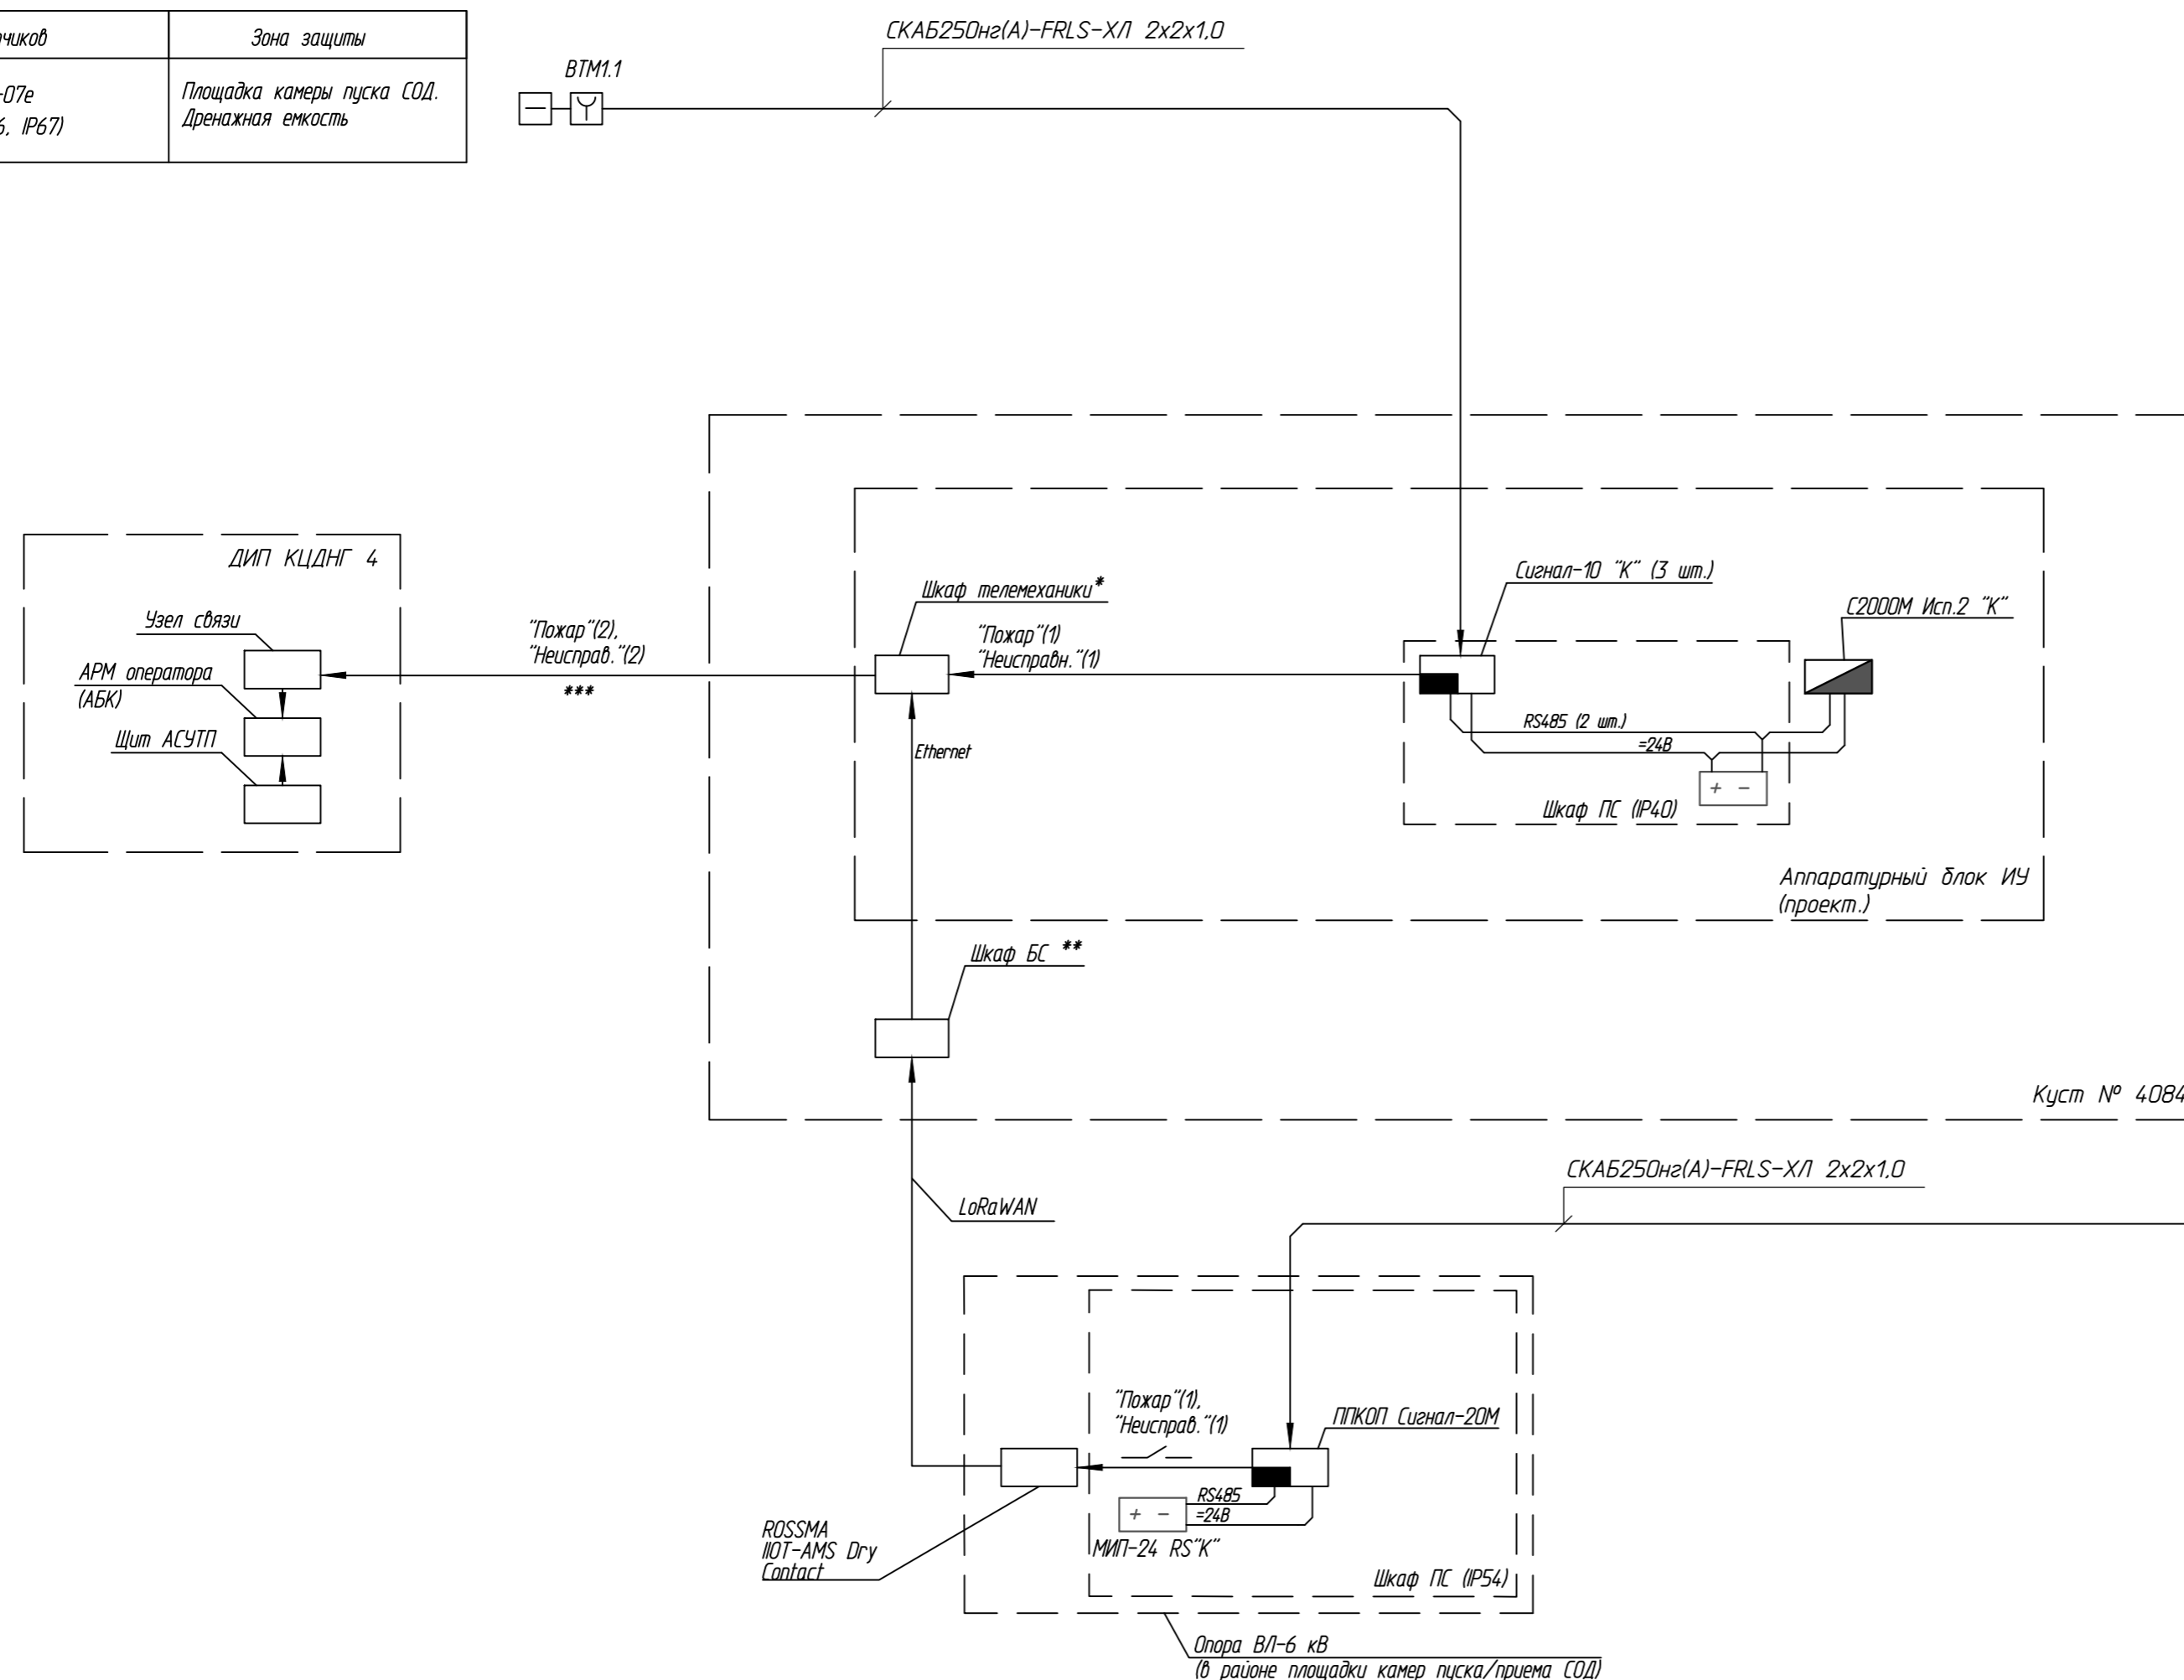 чиков
Зона защиты
-07е
6, IP67)
Площадка камеры пуска СОД.
Дренажная емкость
BTM1.1
СКАБ250нг(А)-FRLS-ХЛ 2х2х1,0
ДИП КЦДНГ 4
Узел связи
АРМ оператора
(АБК)
Щит АСУТП
"Пожар"(2),
"Неисправ."(2)
***
Шкаф телемеханики*
"Пожар"(1)
"Неисправн."(1)
Сигнал-10 "К" (3 шт.)
С2000М Исп.2 "К"
RS485 (2 шт.)
=24В
+ -
Шкаф ПС (IP40)
Ethernet
Аппаратурный блок ИУ
(проект.)
Шкаф БС **
Куст № 4084
СКАБ250нг(А)-FRLS-ХЛ 2х2х1,0
LoRaWAN
"Пожар"(1),
"Неисправ."(1)
ППКОП Сигнал-20М
RS485
=24В
+ -
МИП-24 RS"К"
ROSSMA
IIOT-AMS Dry
Contact
Шкаф ПС (IP54)
Опора ВЛ-6 кВ
(в районе площадки камер пуска/приема СОД)